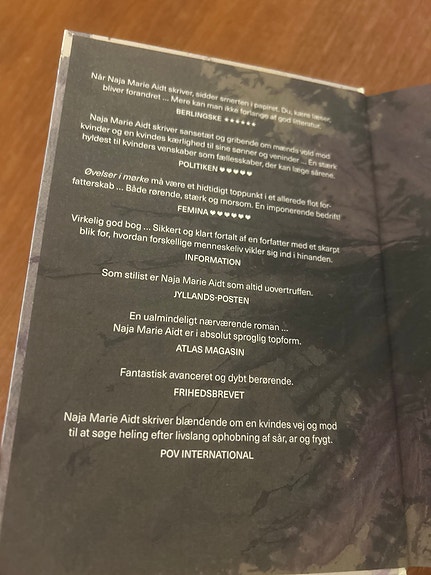 Når Naja Marie Aidt skriver, sidder smerten i papiret. Du, kære læser,
bliver forandret ... Mere kan man ikke forlange af god litteratur.
BERLINGSKE ★★★★★★
Naja Marie Aidt skriver sansetæt og gribende om mænds vold mod
kvinder og en kvindes kærlighed til sine sønner og veninder ... En stærk
hyldest til kvinders venskaber som fællesskaber, der kan læge sårene.
POLITIKEN ♥♥♥♥♥
Øvelser i mørke må være et hidtidigt toppunkt i et allerede flot for-
fatterskab ... Både rørende, stærk og morsom. En imponerende bedrift!
FEMINA ♥♥♥♥♥♥
Virkelig god bog ... Sikkert og klart fortalt af en forfatter med et skarpt
blik for, hvordan forskellige menneskeliv vikler sig ind i hinanden.
INFORMATION
Som stilist er Naja Marie Aidt som altid uovertruffen.
JYLLANDS-POSTEN
En ualmindeligt nærværende roman ...
Naja Marie Aidt er i absolut sproglig topform.
ATLAS MAGASIN
Fantastisk avanceret og dybt berørende.
FRIHEDSBREVET
Naja Marie Aidt skriver blændende om en kvindes vej og mod
til at søge heling efter livslang ophobning af sår, ar og frygt.
POV INTERNATIONAL